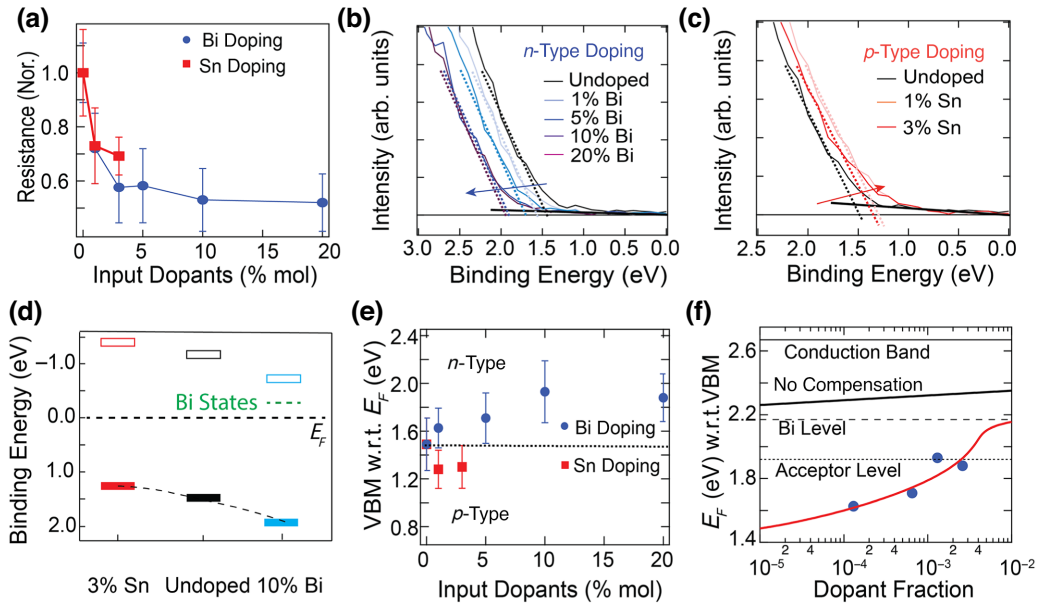 (a)
Bi Doping
Sn Doping
1.0
0.8
0.6
Resistance (Nor.)
0
5
10
15
20
Input Dopants (% mol)
(b)
n-Type Doping
Undoped
1% Bi
5% Bi
10% Bi
20% Bi
Intensity (arb. units)
3.0 2.5 2.0 1.5 1.0 0.5 0.0
Binding Energy (eV)
(c)
p-Type Doping
Undoped
1% Sn
3% Sn
Intensity (arb. units)
2.5 2.0 1.5 1.0 0.5 0.0
Binding Energy (eV)
(d)
Binding Energy (eV)
-1.0
0.0
1.0
2.0
Bi States
EF
3% Sn Undoped 10% Bi
(e)
VBM w.r.t. EF (eV)
2.4
2.0
1.6
1.2
0.8
n-Type
Bi Doping
Sn Doping
p-Type
0 5 10 15 20
Input Dopants (% mol)
(f)
EF (eV) w.r.t. VBM
2.6
2.2
1.8
1.4
Conduction Band
No Compensation
Bi Level
Acceptor Level
2 4 2 4 2 4
10-5 10-4 10-3 10-2
Dopant Fraction